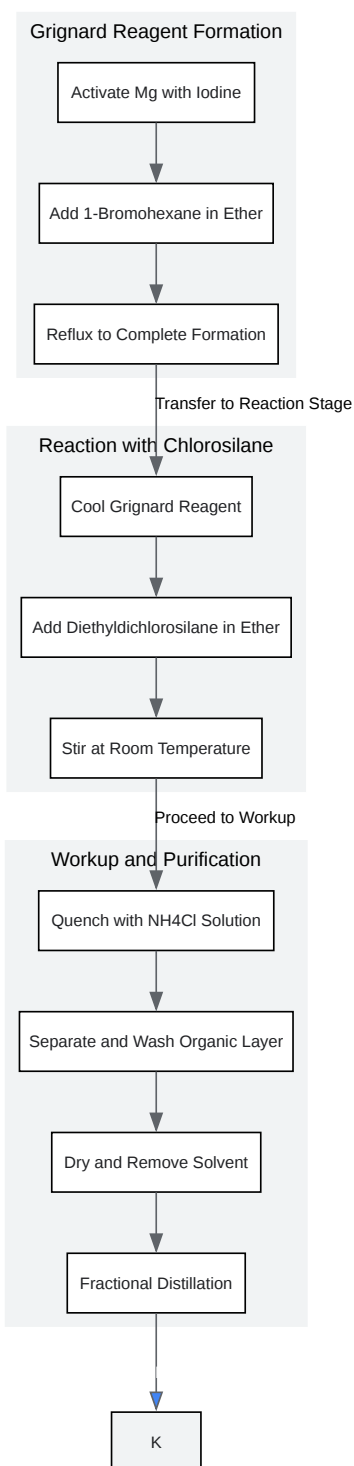 Grignard Reagent Formation
Activate Mg with Iodine
Add 1-Bromohexane in Ether
Reflux to Complete Formation
Transfer to Reaction Stage
Reaction with Chlorosilane
Cool Grignard Reagent
Add Diethyldichlorosilane in Ether
Stir at Room Temperature
Proceed to Workup
Workup and Purification
Quench with NH4Cl Solution
Separate and Wash Organic Layer
Dry and Remove Solvent
Fractional Distillation
K